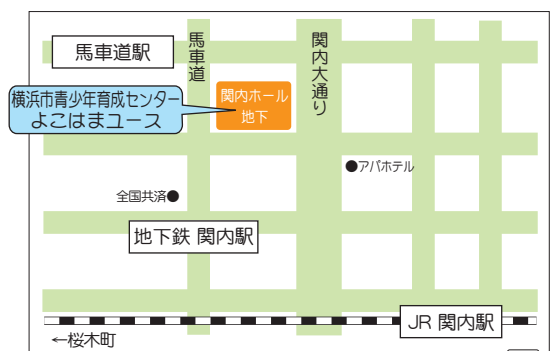 馬車道駅
馬車道
関内大通り
横浜市青少年育成センター
よこはまユース
関内ホール
地下
●アパホテル
全国共済●
地下鉄 関内駅
JR 関内駅
←桜木町